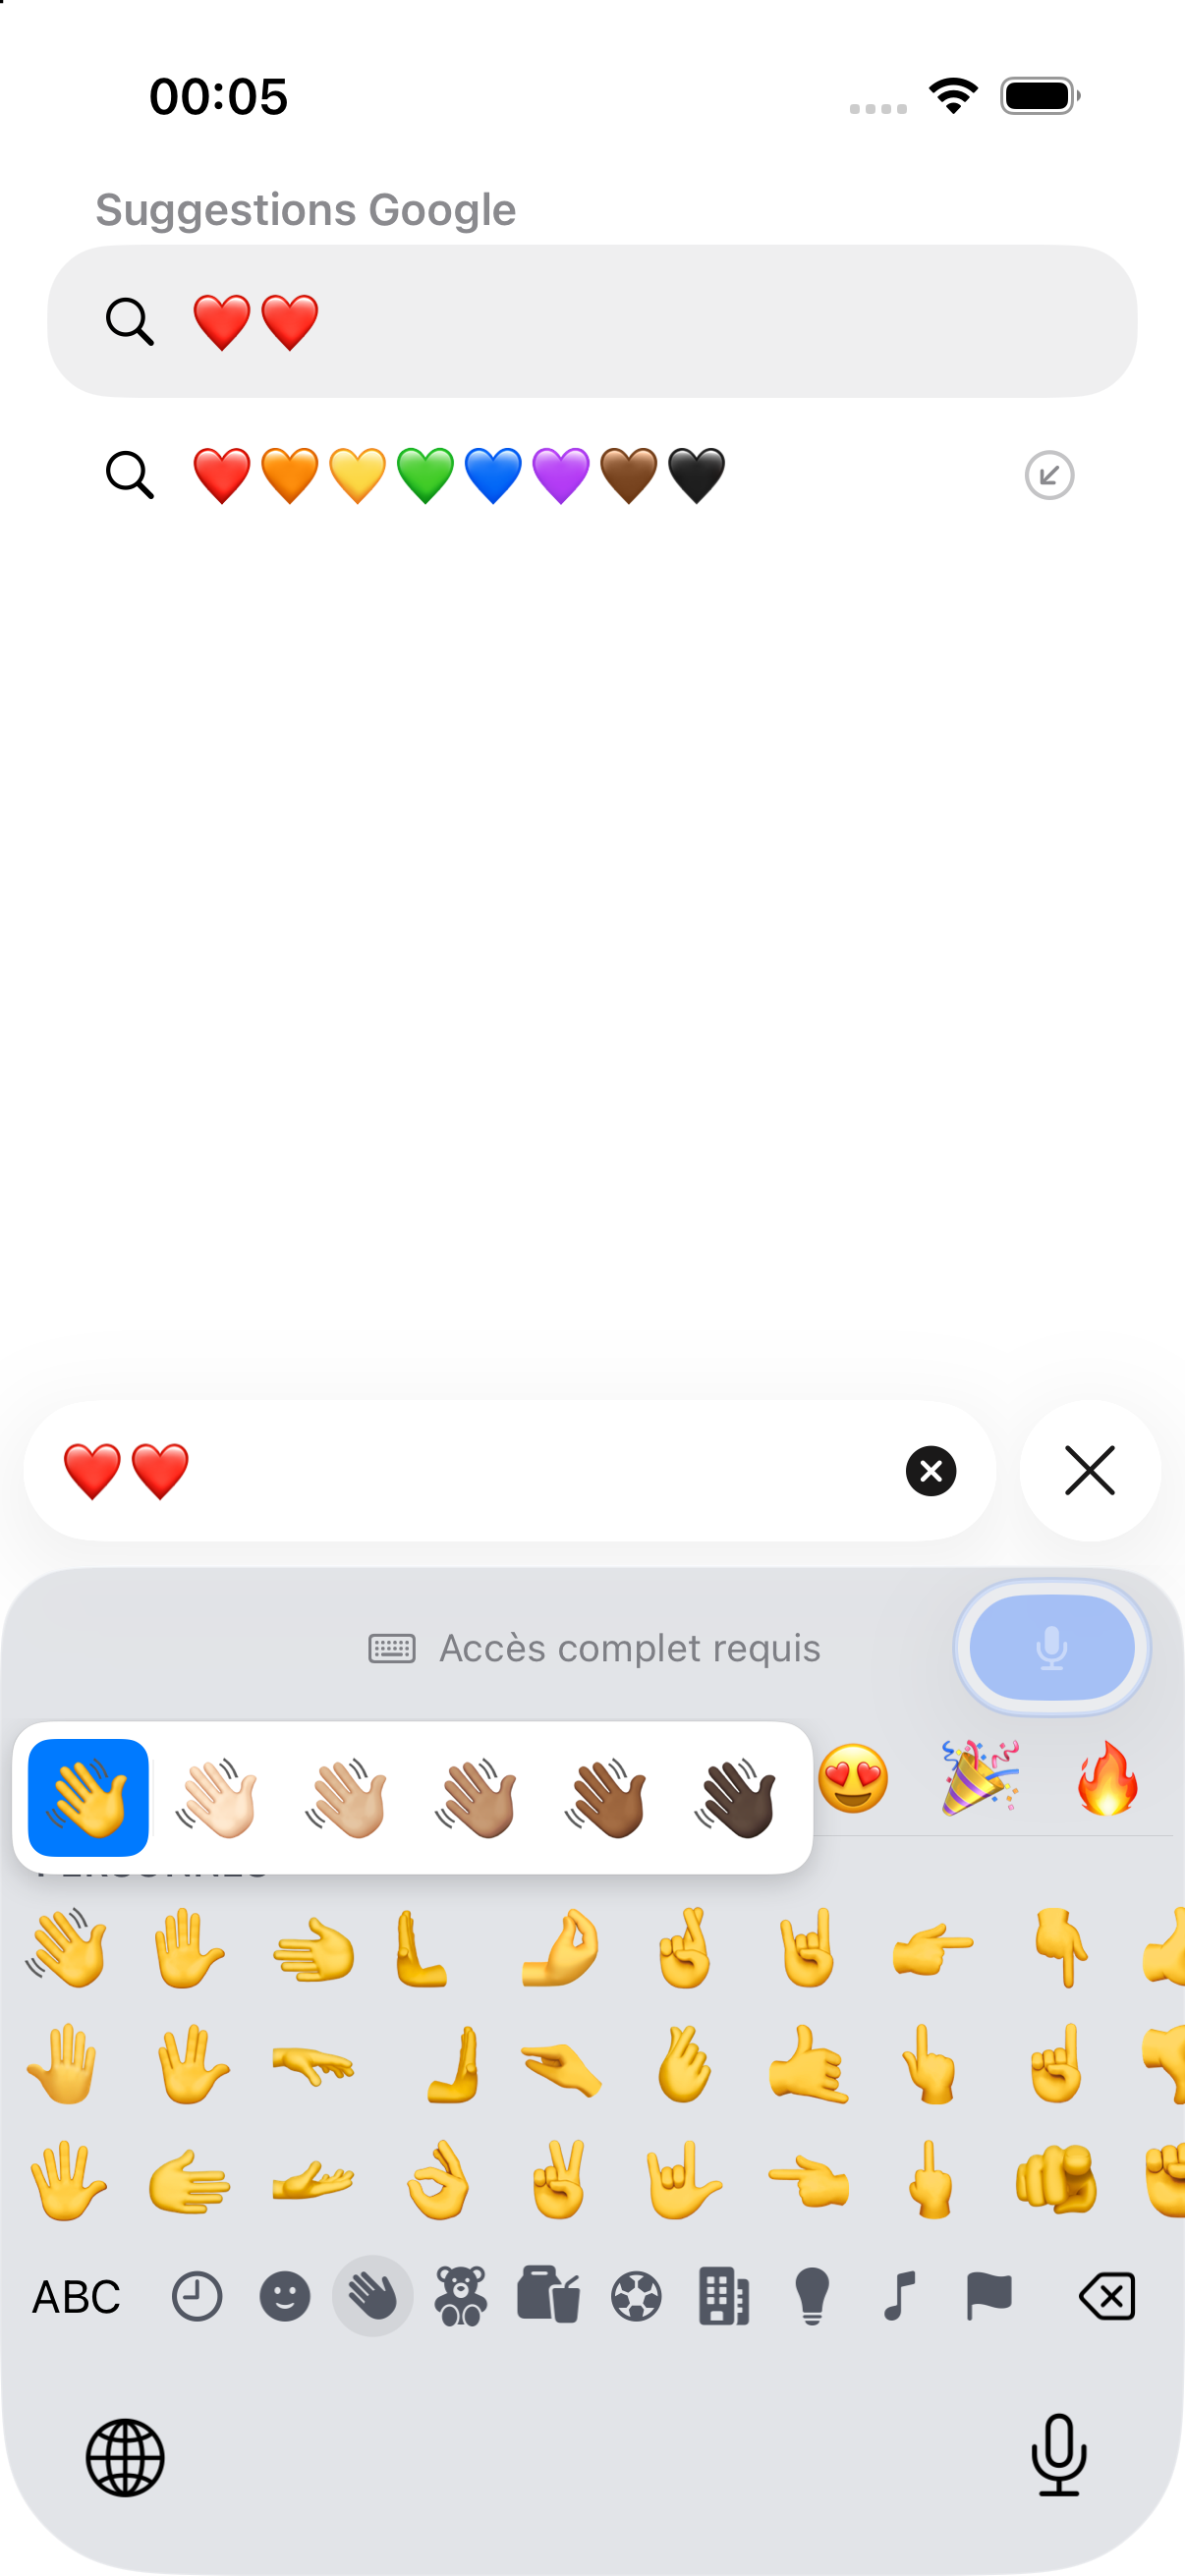 00:05
Suggestions Google
❤️❤️
❤️🧡💛💚💙💜🤎🖤
❤️❤️
Accès complet requis
ABC